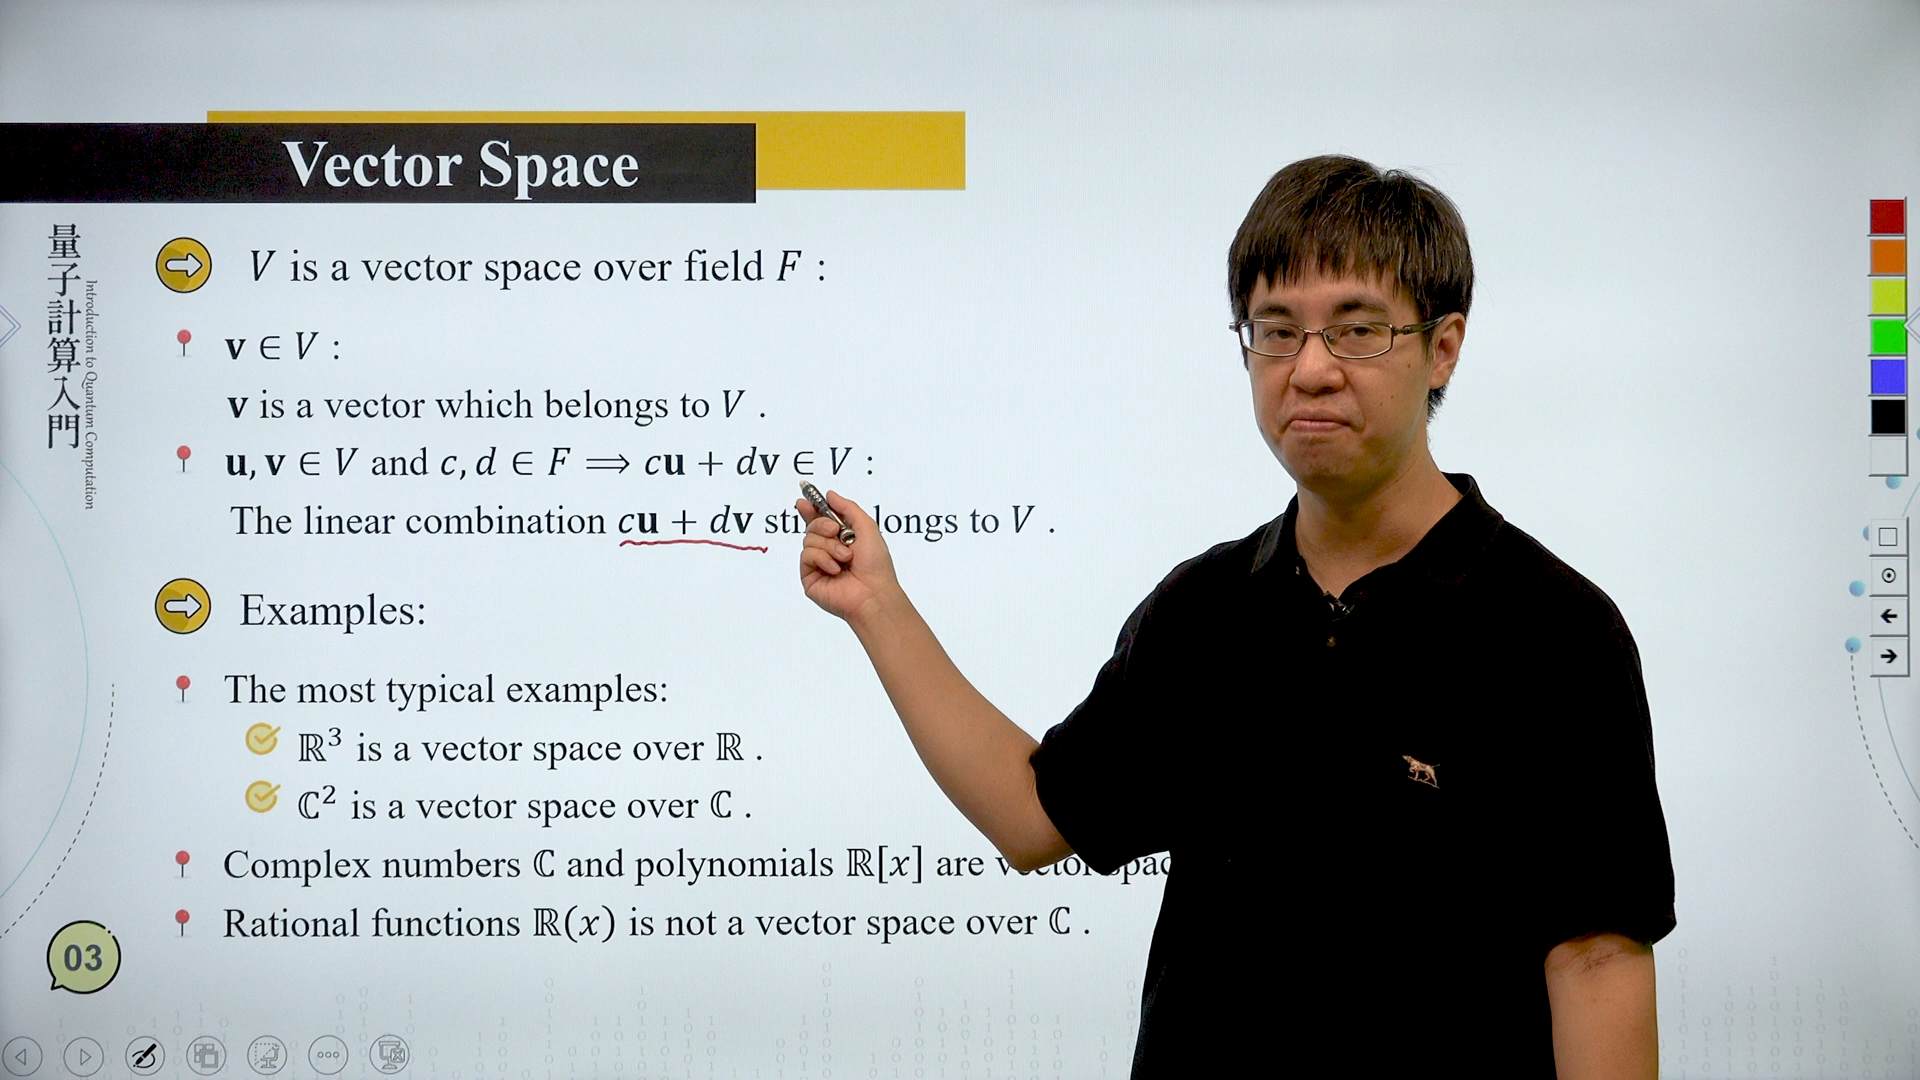 Vector Space
量子計算入門
Introduction to Quantum Computation
V is a vector space over field F :
v ∈ V :
v is a vector which belongs to V .
u, v ∈ V and c, d ∈ F ⟹ cu + dv ∈ V :
The linear combination cu + dv longs to V .
Examples:
The most typical examples:
ℝ³ is a vector space over ℝ .
ℂ² is a vector space over ℂ .
Complex numbers ℂ and polynomials ℝ[x] are
Rational functions ℝ(x) is not a vector space over ℂ .
03